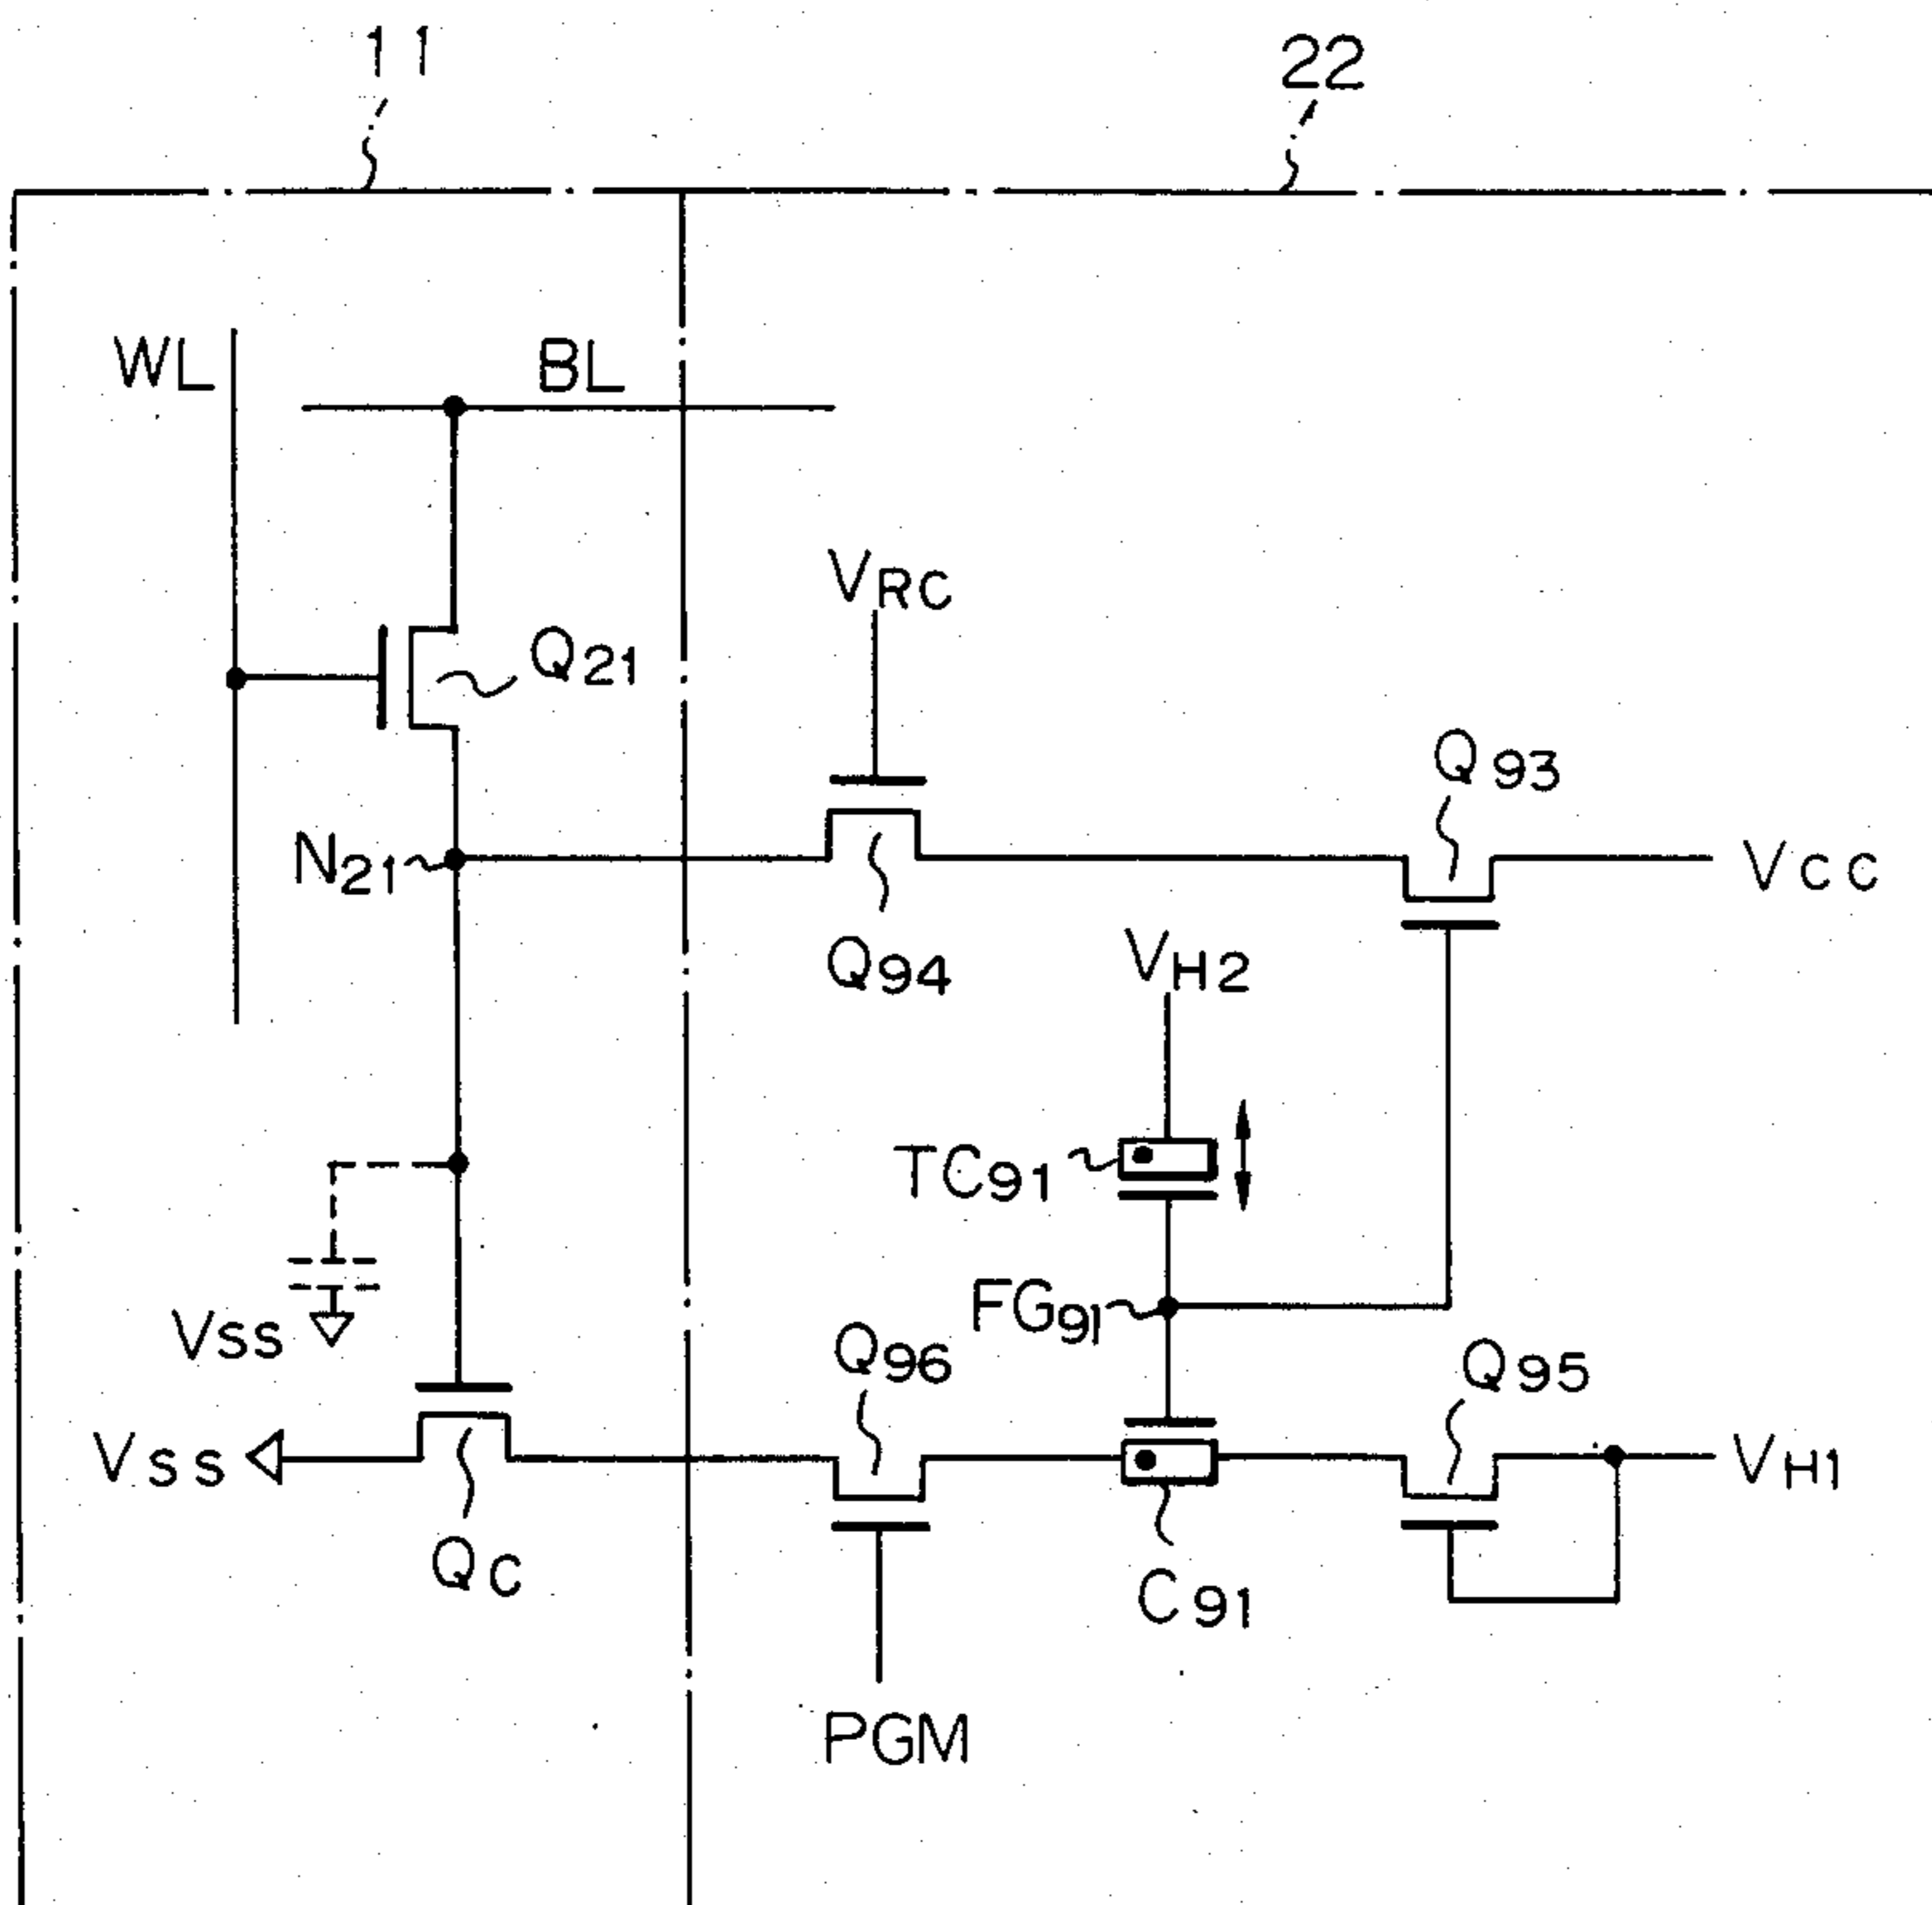 11
22
WL
BL
VRC
Q21
Q93
N21
VCC
Q94
VH2
TC91
FG91
VSS
Q96
Q95
VSS
VH1
QC
C91
PGM